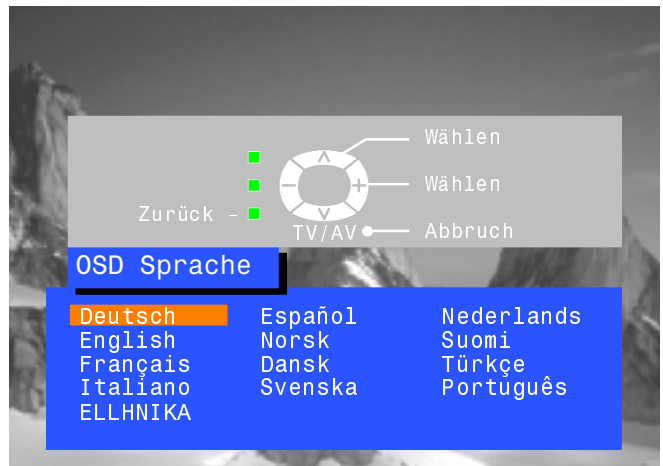 Wählen
Wählen
Zurück –
TV/AV
Abbruch
OSD Sprache
Deutsch Español Nederlands
English Norsk Suomi
Français Dansk Türkçe
Italiano Svenska Português
ELLHNIKA